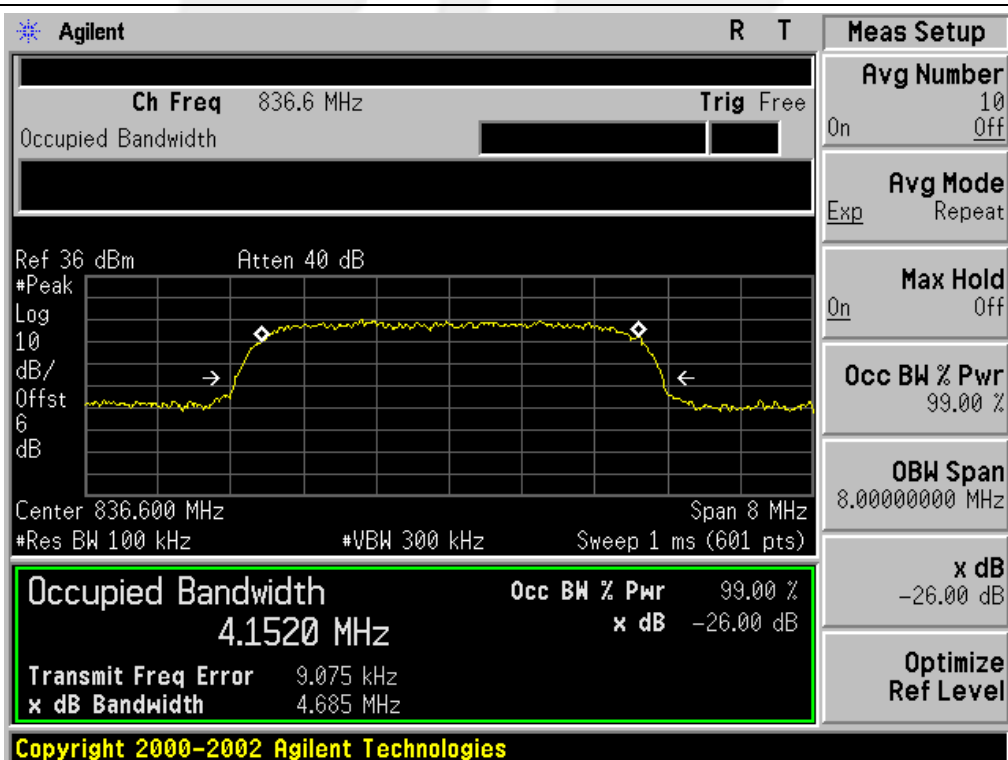 Agilent R T Meas Setup
Ch Freq 836.6 MHz Trig Free
Occupied Bandwidth
Avg Number
10
On Off
Avg Mode
Exp Repeat
Max Hold
On Off
Occ BW % Pwr
99.00 %
OBW Span
8.00000000 MHz
x dB
-26.00 dB
Optimize
Ref Level
Ref 36 dBm Atten 40 dB
#Peak
Log
10
dB/
Offst
6
dB
Center 836.600 MHz Span 8 MHz
#Res BW 100 kHz #VBW 300 kHz Sweep 1 ms (601 pts)
Occupied Bandwidth Occ BW % Pwr 99.00 %
4.1520 MHz x dB -26.00 dB
Transmit Freq Error 9.075 kHz
x dB Bandwidth 4.685 MHz
Copyright 2000-2002 Agilent Technologies